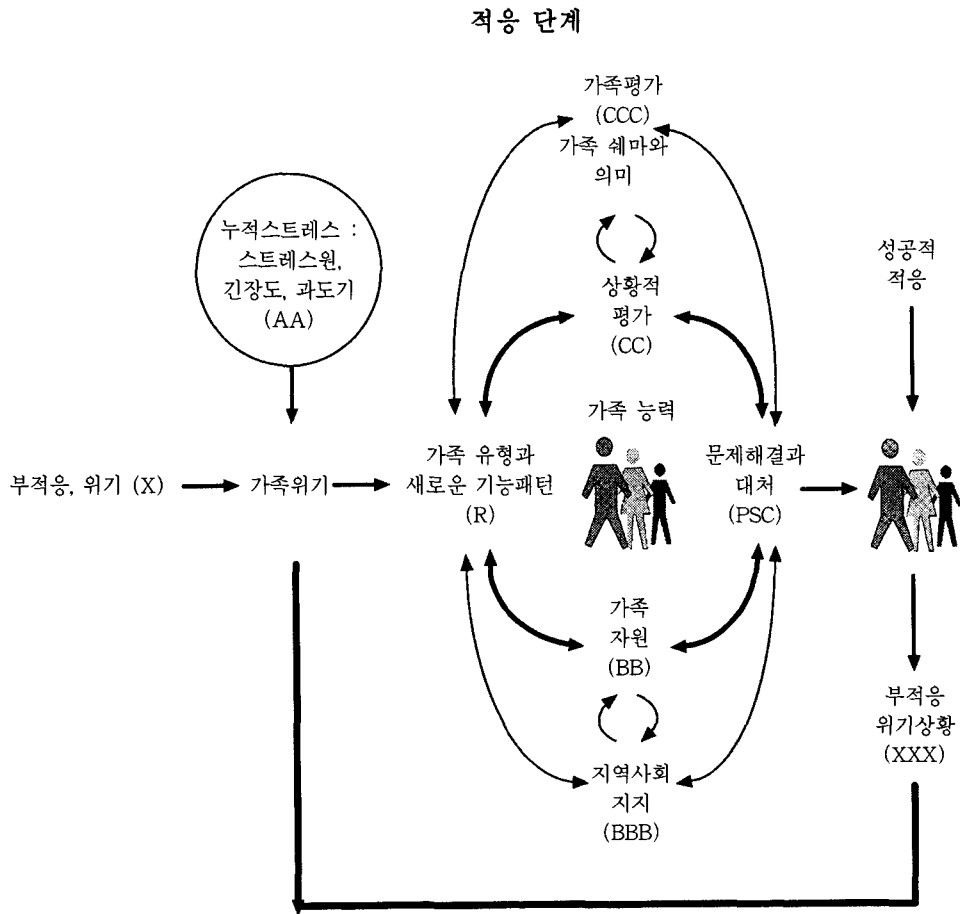 적응 단계
가족평가
(CCC)
가족 쉐마와
의미
누적스트레스 :
스트레스원,
긴장도, 과도기
(AA)
상황적
평가
(CC)
성공적
적응
가족 능력
부적응, 위기 (X)
가족위기
가족 유형과
새로운 기능패턴
(R)
문제해결과
대처
(PSC)
가족
자원
(BB)
부적응
위기상황
(XXX)
지역사회
지지
(BBB)